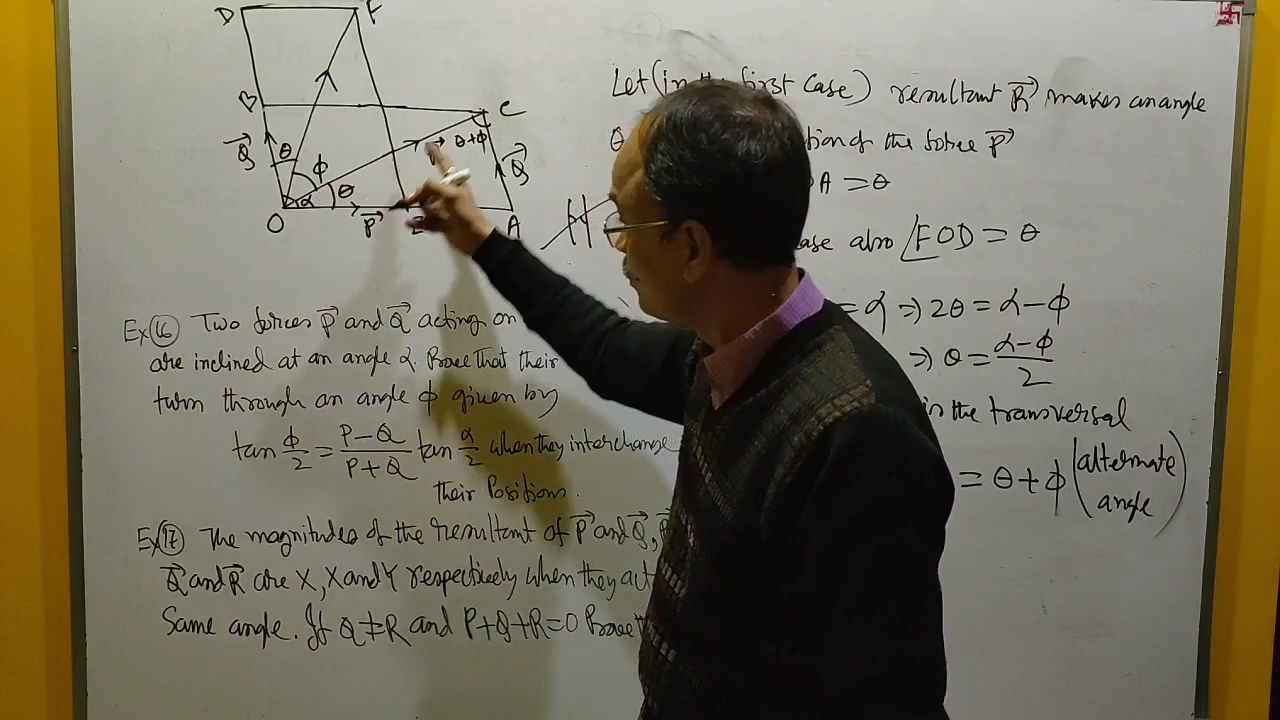 D F
B C
Q θ φ R θ+φ Q
α θ
O P E A
Let (in the first case) resultant R makes an angle
θ tion of the force P
A = θ
ase also ∠FOD = θ
= α ⇒ 2θ = α - φ
⇒ θ = α-φ/2
is the transversal
= θ + φ (alternate angle)
Ex(16) Two forces P and Q acting on
are inclined at an angle α. Prove that their
turn through an angle φ given by
tan φ/2 = P-Q/P+Q tan α/2 when they interchange
their Positions.
Ex(17) The magnitudes of the resultant of P and Q,
Q and R are X, X and Y respectively when they act
Same angle. If Q ≠ R and P+Q+R=0 Prove